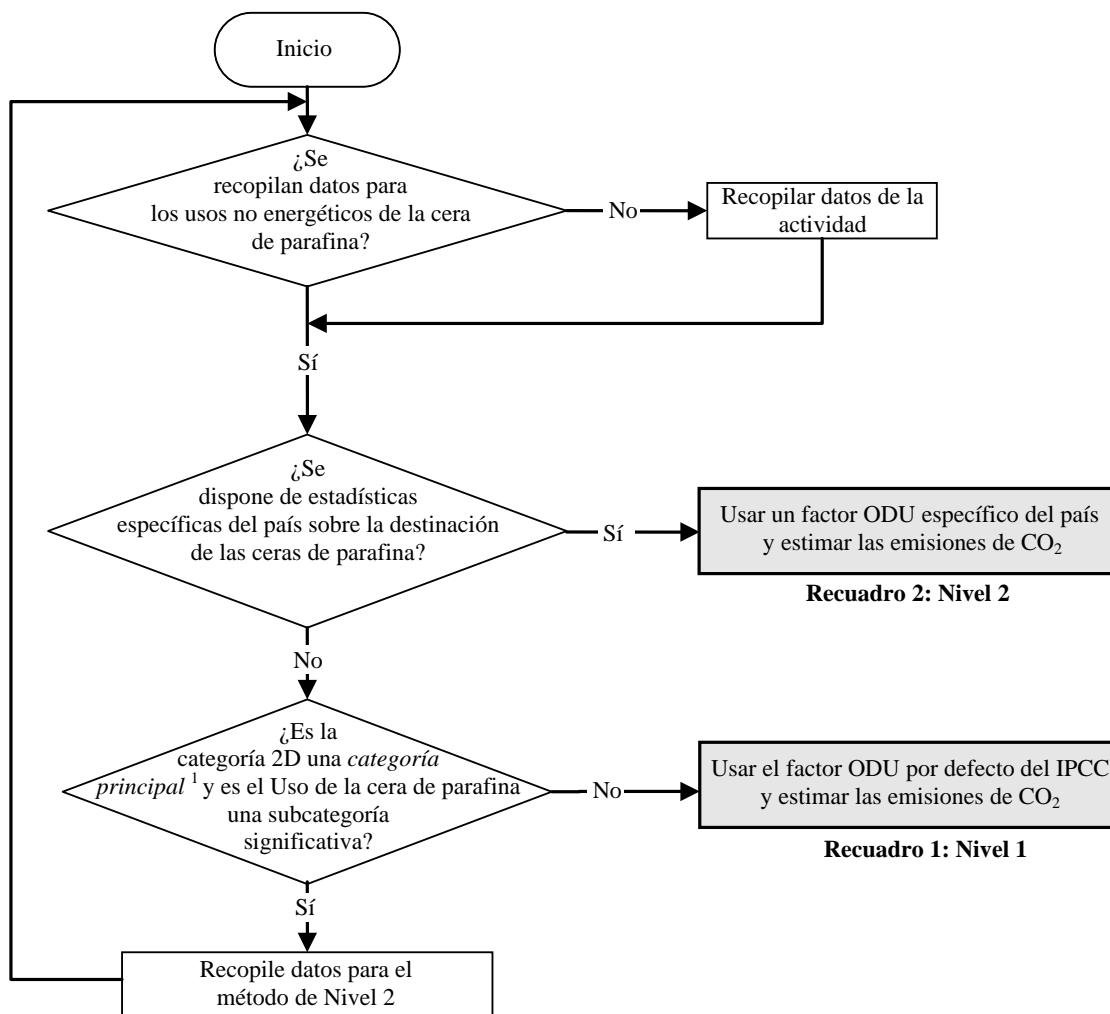 Inicio
¿Se
recopilan datos para
los usos no energéticos de la cera
de parafina?
No
Recopilar datos de la
actividad
Sí
¿Se
dispone de estadísticas
específicas del país sobre la destinación
de las ceras de parafina?
Sí
Usar un factor ODU específico del país
y estimar las emisiones de CO₂
Recuadro 2: Nivel 2
No
¿Es la
categoría 2D una categoría
principal ¹ y es el Uso de la cera de parafina
una subcategoría
significativa?
No
Usar el factor ODU por defecto del IPCC
y estimar las emisiones de CO₂
Recuadro 1: Nivel 1
Sí
Recopile datos para el
método de Nivel 2